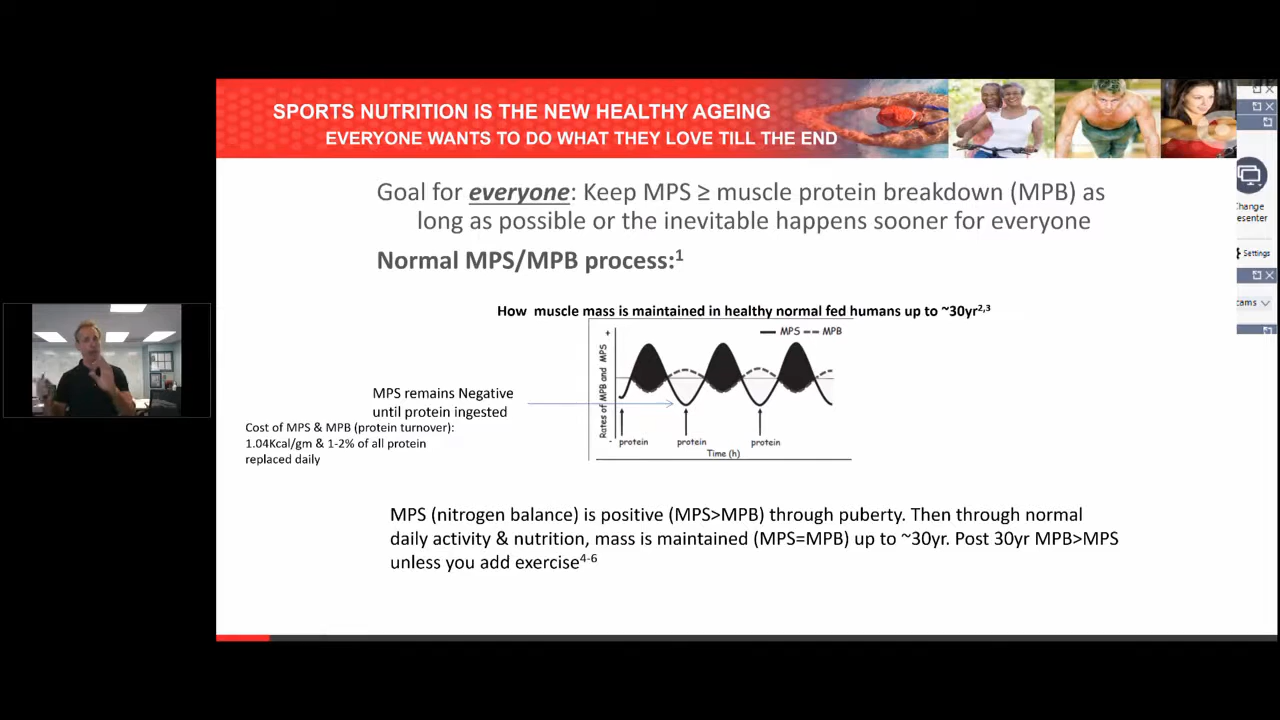 SPORTS NUTRITION IS THE NEW HEALTHY AGEING
EVERYONE WANTS TO DO WHAT THEY LOVE TILL THE END
Goal for everyone: Keep MPS ≥ muscle protein breakdown (MPB) as
long as possible or the inevitable happens sooner for everyone
Normal MPS/MPB process:1
How muscle mass is maintained in healthy normal fed humans up to ~30yr2,3
MPS MPB
+
Rates of MPB and MPS
-
protein protein protein
Time (h)
MPS remains Negative
until protein ingested
Cost of MPS & MPB (protein turnover):
1.04Kcal/gm & 1-2% of all protein
replaced daily
MPS (nitrogen balance) is positive (MPS>MPB) through puberty. Then through normal
daily activity & nutrition, mass is maintained (MPS=MPB) up to ~30yr. Post 30yr MPB>MPS
unless you add exercise4-6
Change
esenter
Settings
cams